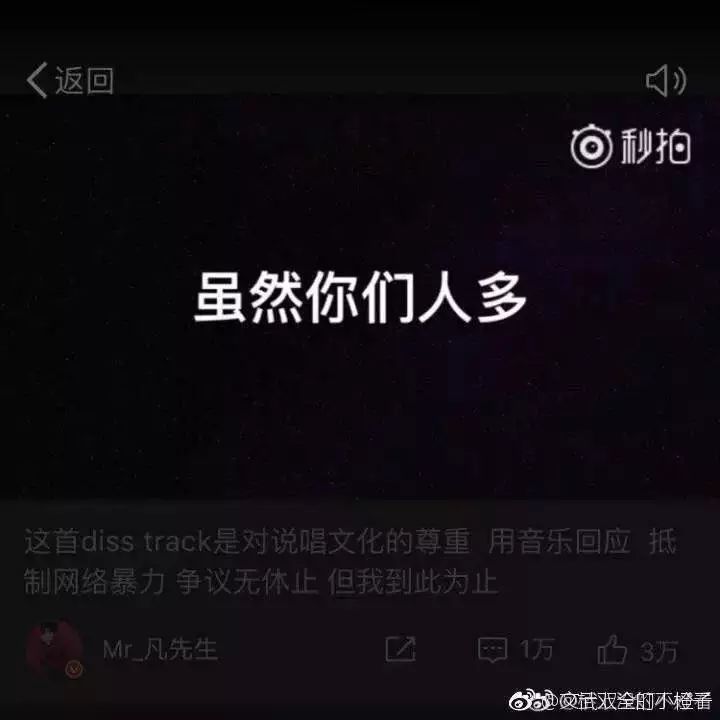 返回
秒拍
虽然你们人多
这首diss track是对说唱文化的尊重 用音乐回应 抵
制网络暴力 争议无休止 但我到此为止
Mr_凡先生
1万
3万